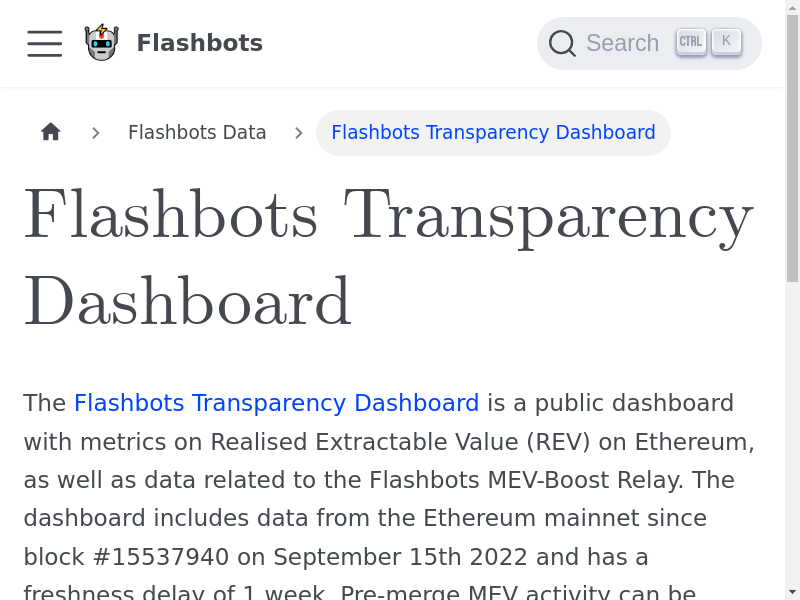 Flashbots
Search CTRL K
Flashbots Data
Flashbots Transparency Dashboard
Flashbots Transparency
Dashboard
The Flashbots Transparency Dashboard is a public dashboard
with metrics on Realised Extractable Value (REV) on Ethereum,
as well as data related to the Flashbots MEV-Boost Relay. The
dashboard includes data from the Ethereum mainnet since
block #15537940 on September 15th 2022 and has a
freshness delay of 1 week. Pre-merge MEV activity can be